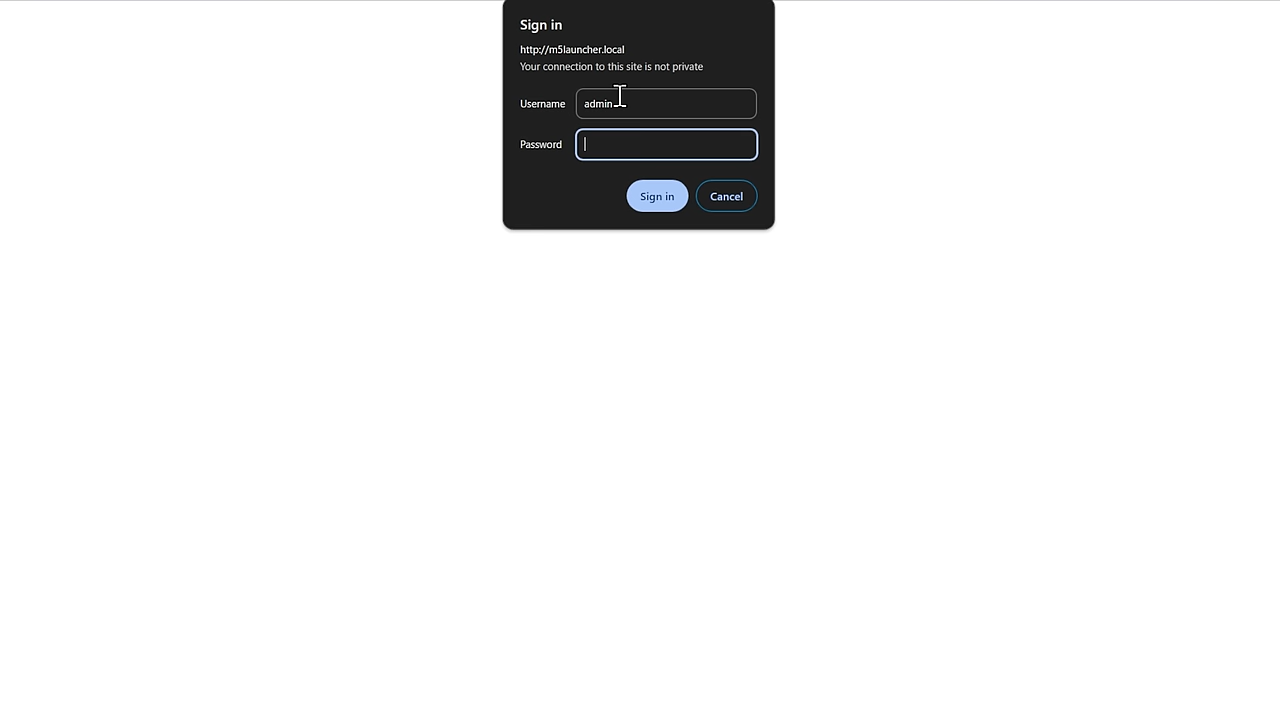 Sign in
http://m5launcher.local
Your connection to this site is not private
Username admin
Password
Sign in Cancel